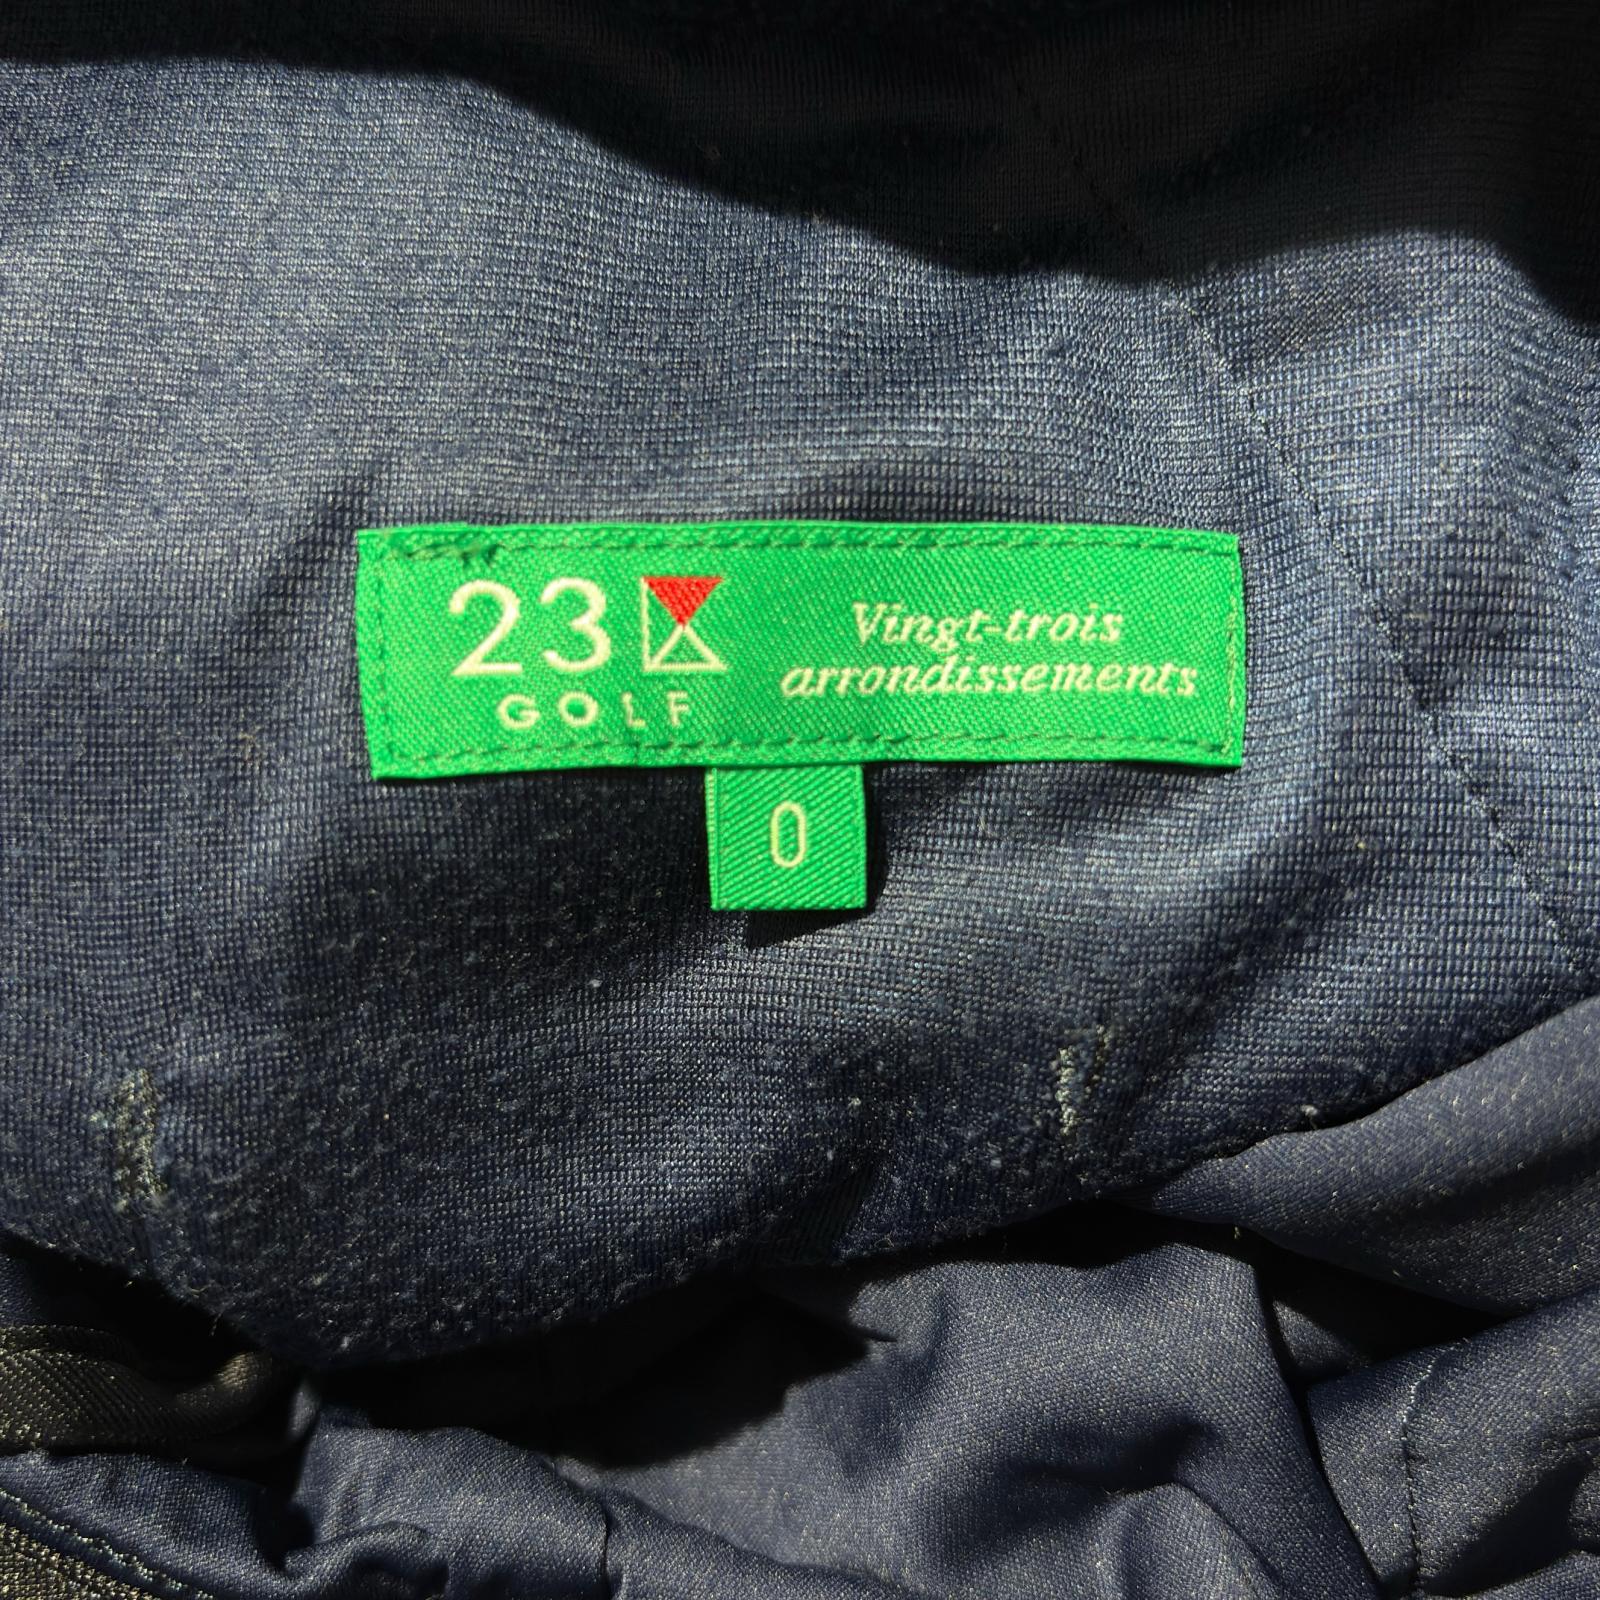 23
GOLF
Vingt-trois
arrondissements
0